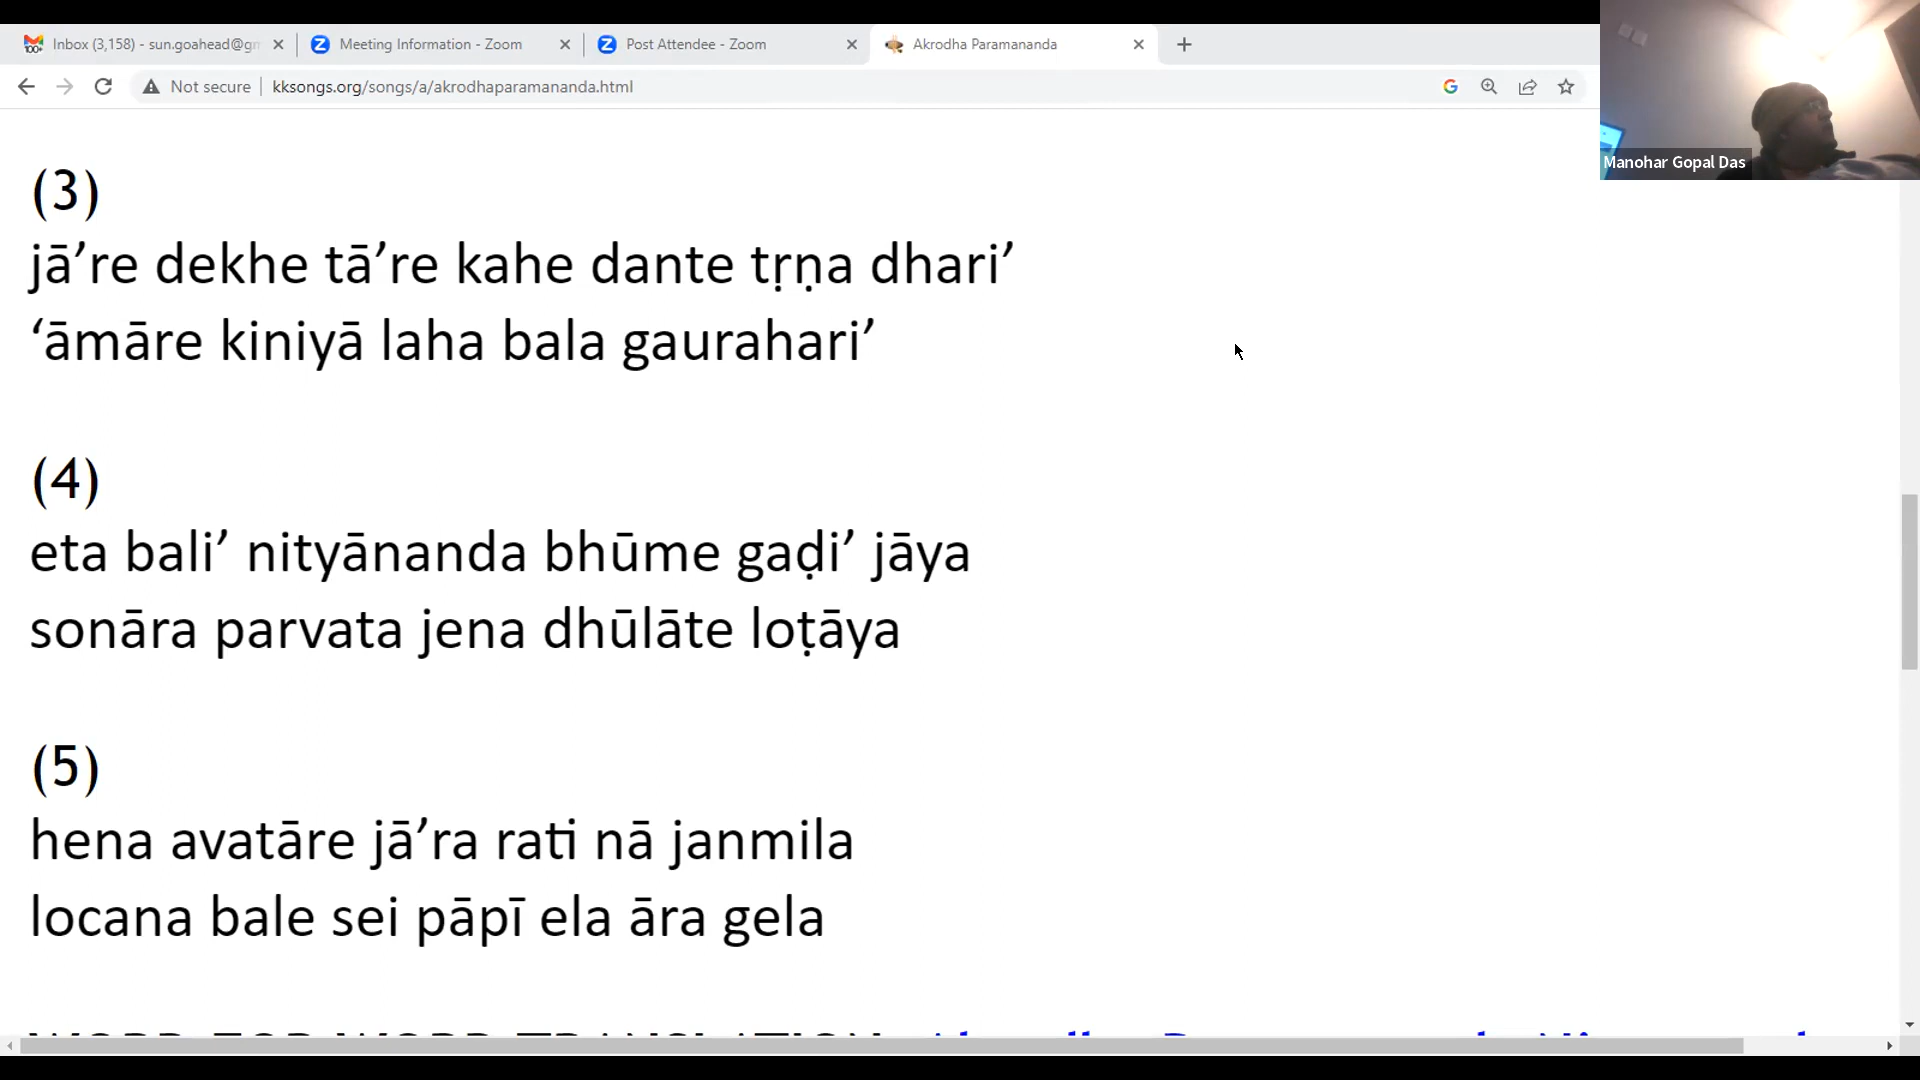 Inbox (3,158) - sun.goahead@gm
Meeting Information - Zoom
Post Attendee - Zoom
Akrodha Paramananda
Not secure
kksongs.org/songs/a/akrodhaparamananda.html
Manohar Gopal Das
(3)
jā’re dekhe tā’re kahe dante tṛṇa dhari’
‘āmāre kiniyā laha bala gaurahari’
(4)
eta bali’ nityānanda bhūme gaḍi’ jāya
sonāra parvata jena dhūlāte loṭāya
(5)
hena avatāre jā’ra rati nā janmila
locana bale sei pāpī ela āra gela